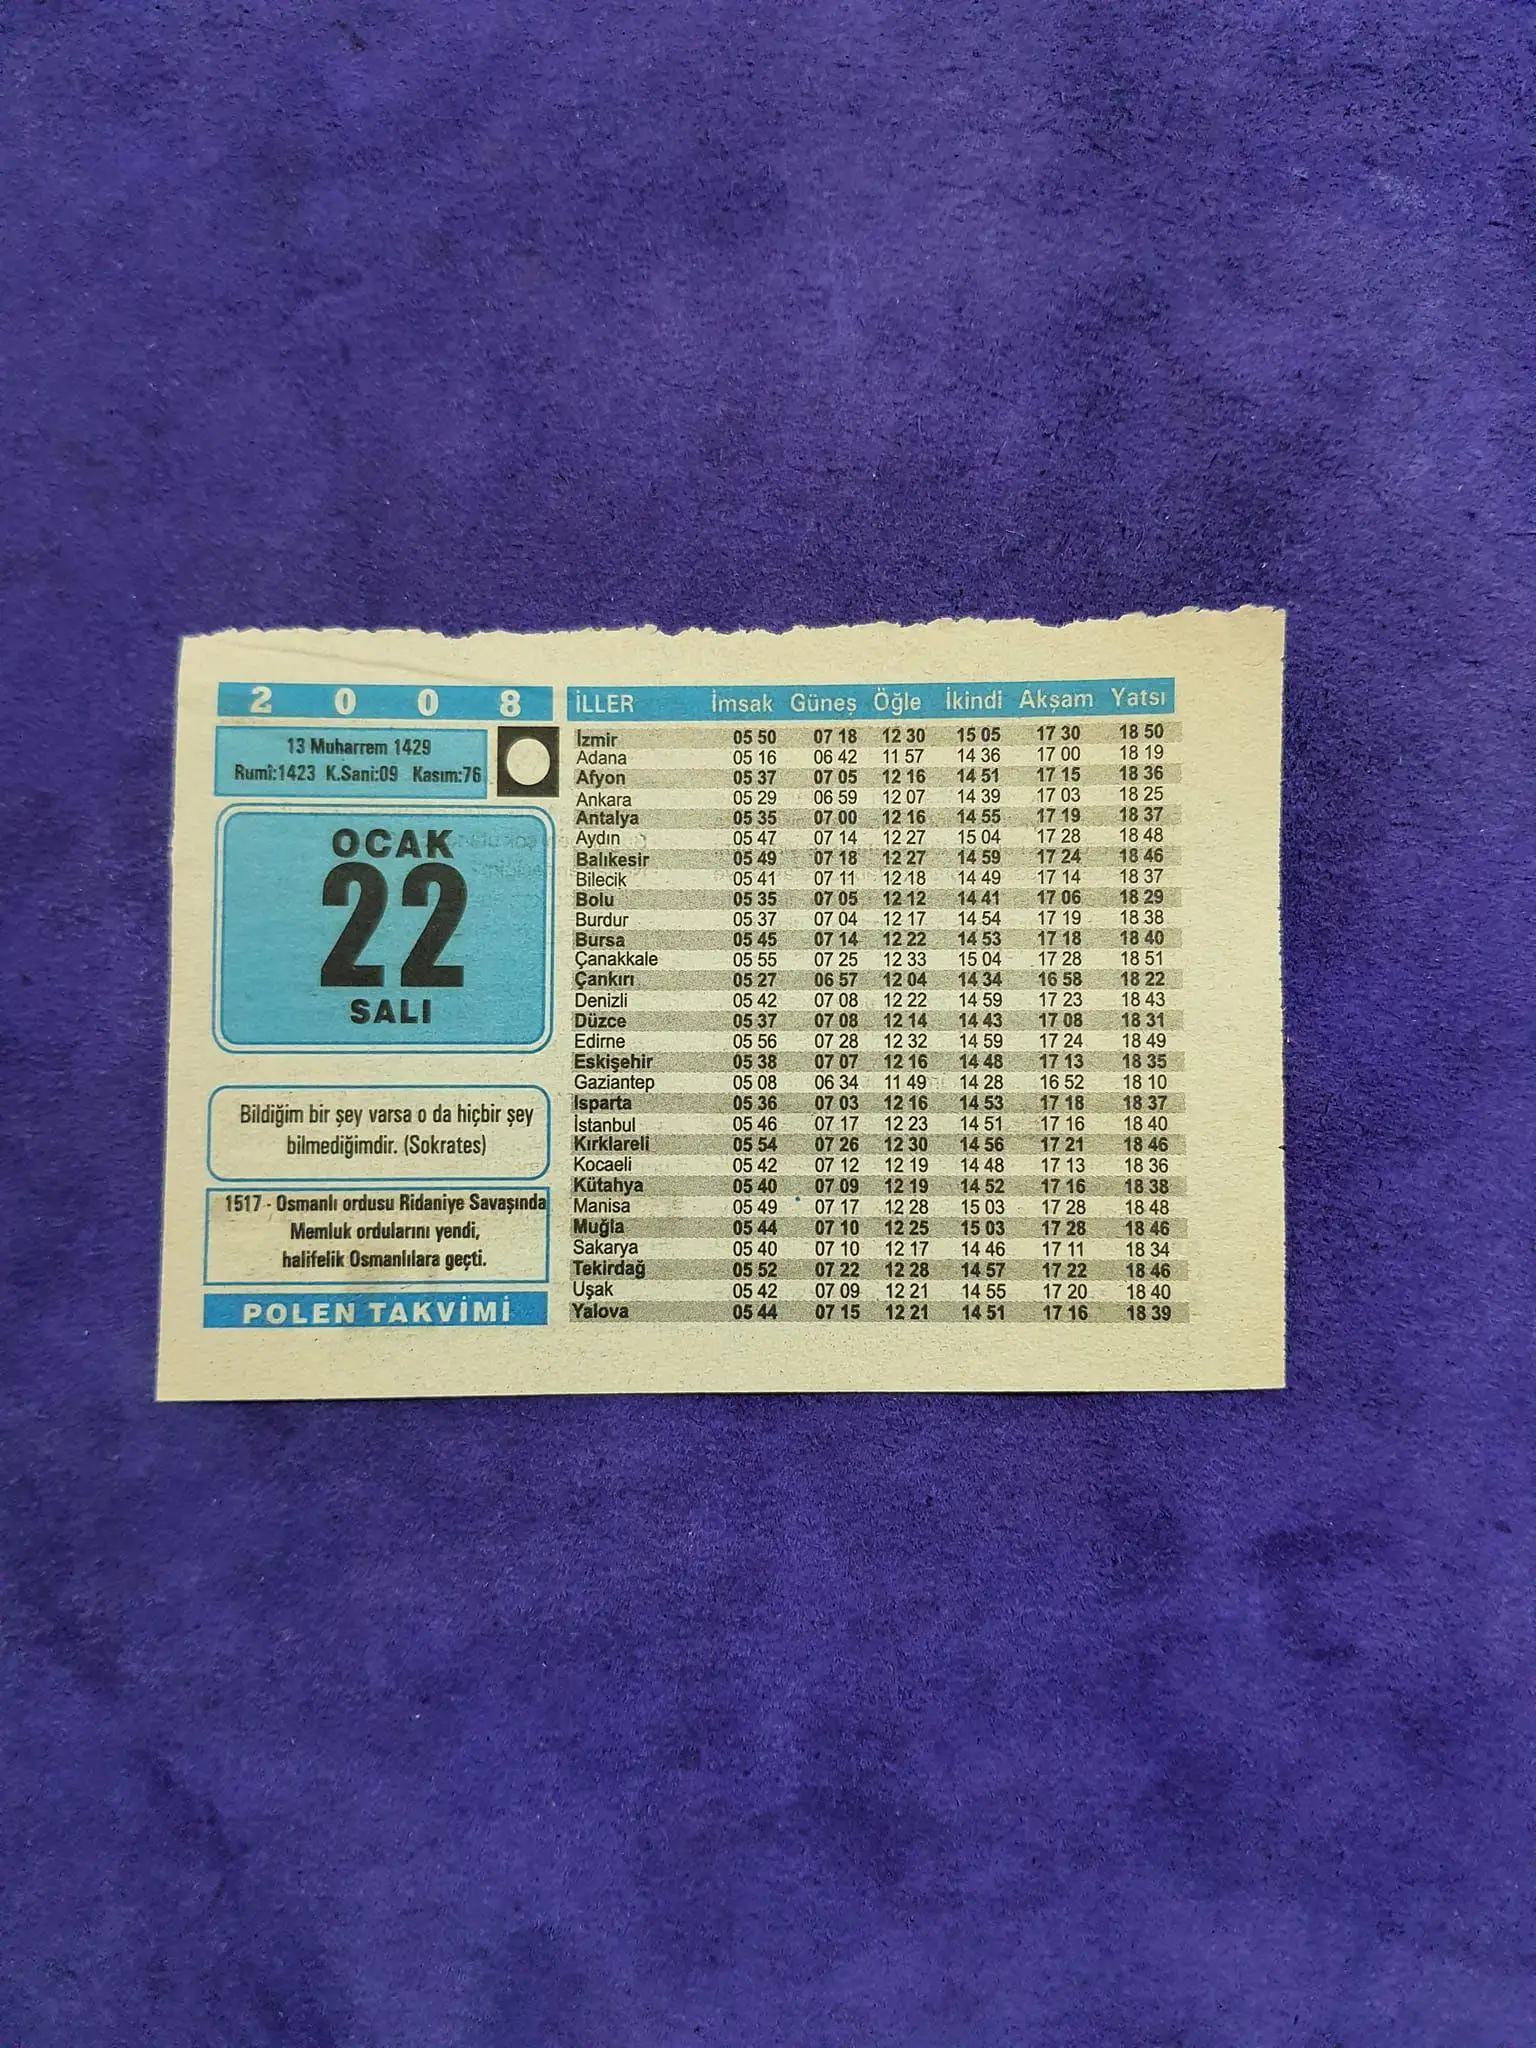 2 0 0 8
13 Muharrem 1429
Rumî:1423 K.Sani:09 Kasım:76
OCAK
22
SALI
Bildiğim bir şey varsa o da hiçbir şey
bilmediğimdir. (Sokrates)
1517 - Osmanlı ordusu Ridaniye Savaşında
Memluk ordularını yendi,
halifelik Osmanlılara geçti.
POLEN TAKVİMİ
İLLER İmsak Güneş Öğle İkindi Akşam Yatsı
İzmir 05 50 07 18 12 30 15 05 17 30 18 50
Adana 05 16 06 42 11 57 14 36 17 00 18 19
Afyon 05 37 07 05 12 16 14 51 17 15 18 36
Ankara 05 29 06 59 12 07 14 39 17 03 18 25
Antalya 05 35 07 00 12 16 14 55 17 19 18 37
Aydın 05 47 07 14 12 27 15 04 17 28 18 48
Balıkesir 05 49 07 18 12 27 14 59 17 24 18 46
Bilecik 05 41 07 11 12 18 14 49 17 14 18 37
Bolu 05 35 07 05 12 12 14 41 17 06 18 29
Burdur 05 37 07 04 12 17 14 54 17 19 18 38
Bursa 05 45 07 14 12 22 14 53 17 18 18 40
Çanakkale 05 55 07 25 12 33 15 04 17 28 18 51
Çankırı 05 27 06 57 12 04 14 34 16 58 18 22
Denizli 05 42 07 08 12 22 14 59 17 23 18 43
Düzce 05 37 07 08 12 14 14 43 17 08 18 31
Edirne 05 56 07 28 12 32 14 59 17 24 18 49
Eskişehir 05 38 07 07 12 16 14 48 17 13 18 35
Gaziantep 05 08 06 34 11 49 14 28 16 52 18 10
Isparta 05 36 07 03 12 16 14 53 17 18 18 37
İstanbul 05 46 07 17 12 23 14 51 17 16 18 40
Kırklareli 05 54 07 26 12 30 14 56 17 21 18 46
Kocaeli 05 42 07 12 12 19 14 48 17 13 18 36
Kütahya 05 40 07 09 12 19 14 52 17 16 18 38
Manisa 05 49 07 17 12 28 15 03 17 28 18 48
Muğla 05 44 07 10 12 25 15 03 17 28 18 46
Sakarya 05 40 07 10 12 17 14 46 17 11 18 34
Tekirdağ 05 52 07 22 12 28 14 57 17 22 18 46
Uşak 05 42 07 09 12 21 14 55 17 20 18 40
Yalova 05 44 07 15 12 21 14 51 17 16 18 39